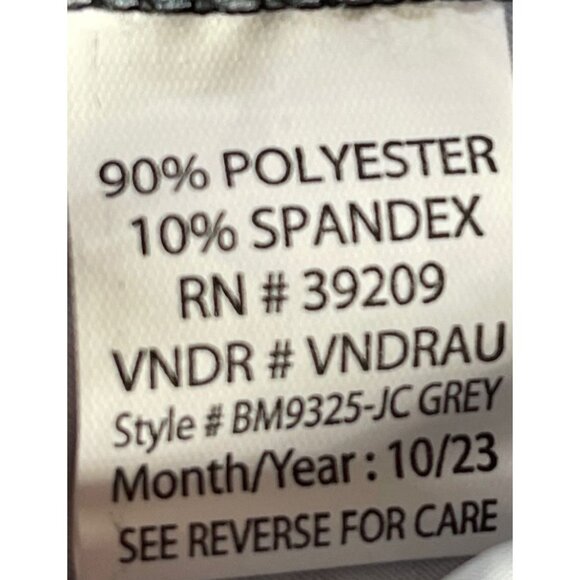 90% POLYESTER
10% SPANDEX
RN # 39209
VNDR # VNDRAU
Style # BM9325-JC GREY
Month/Year : 10/23
SEE REVERSE FOR CARE